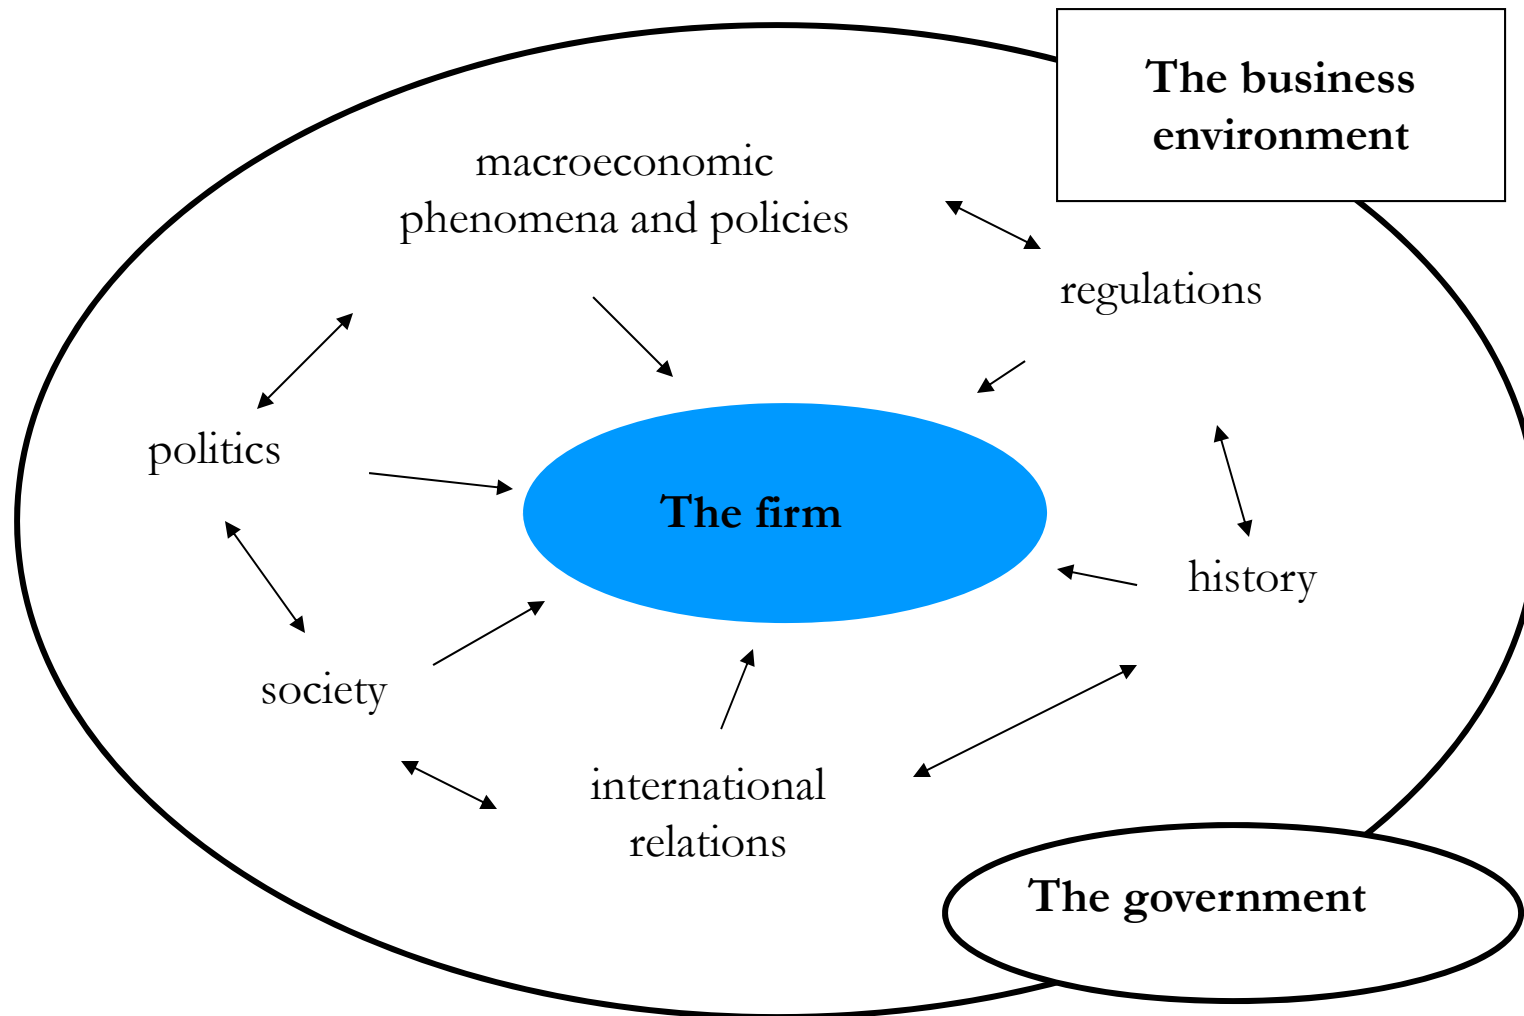 The business
environment
macroeconomic
phenomena and policies
regulations
politics
The firm
history
society
international
relations
The government